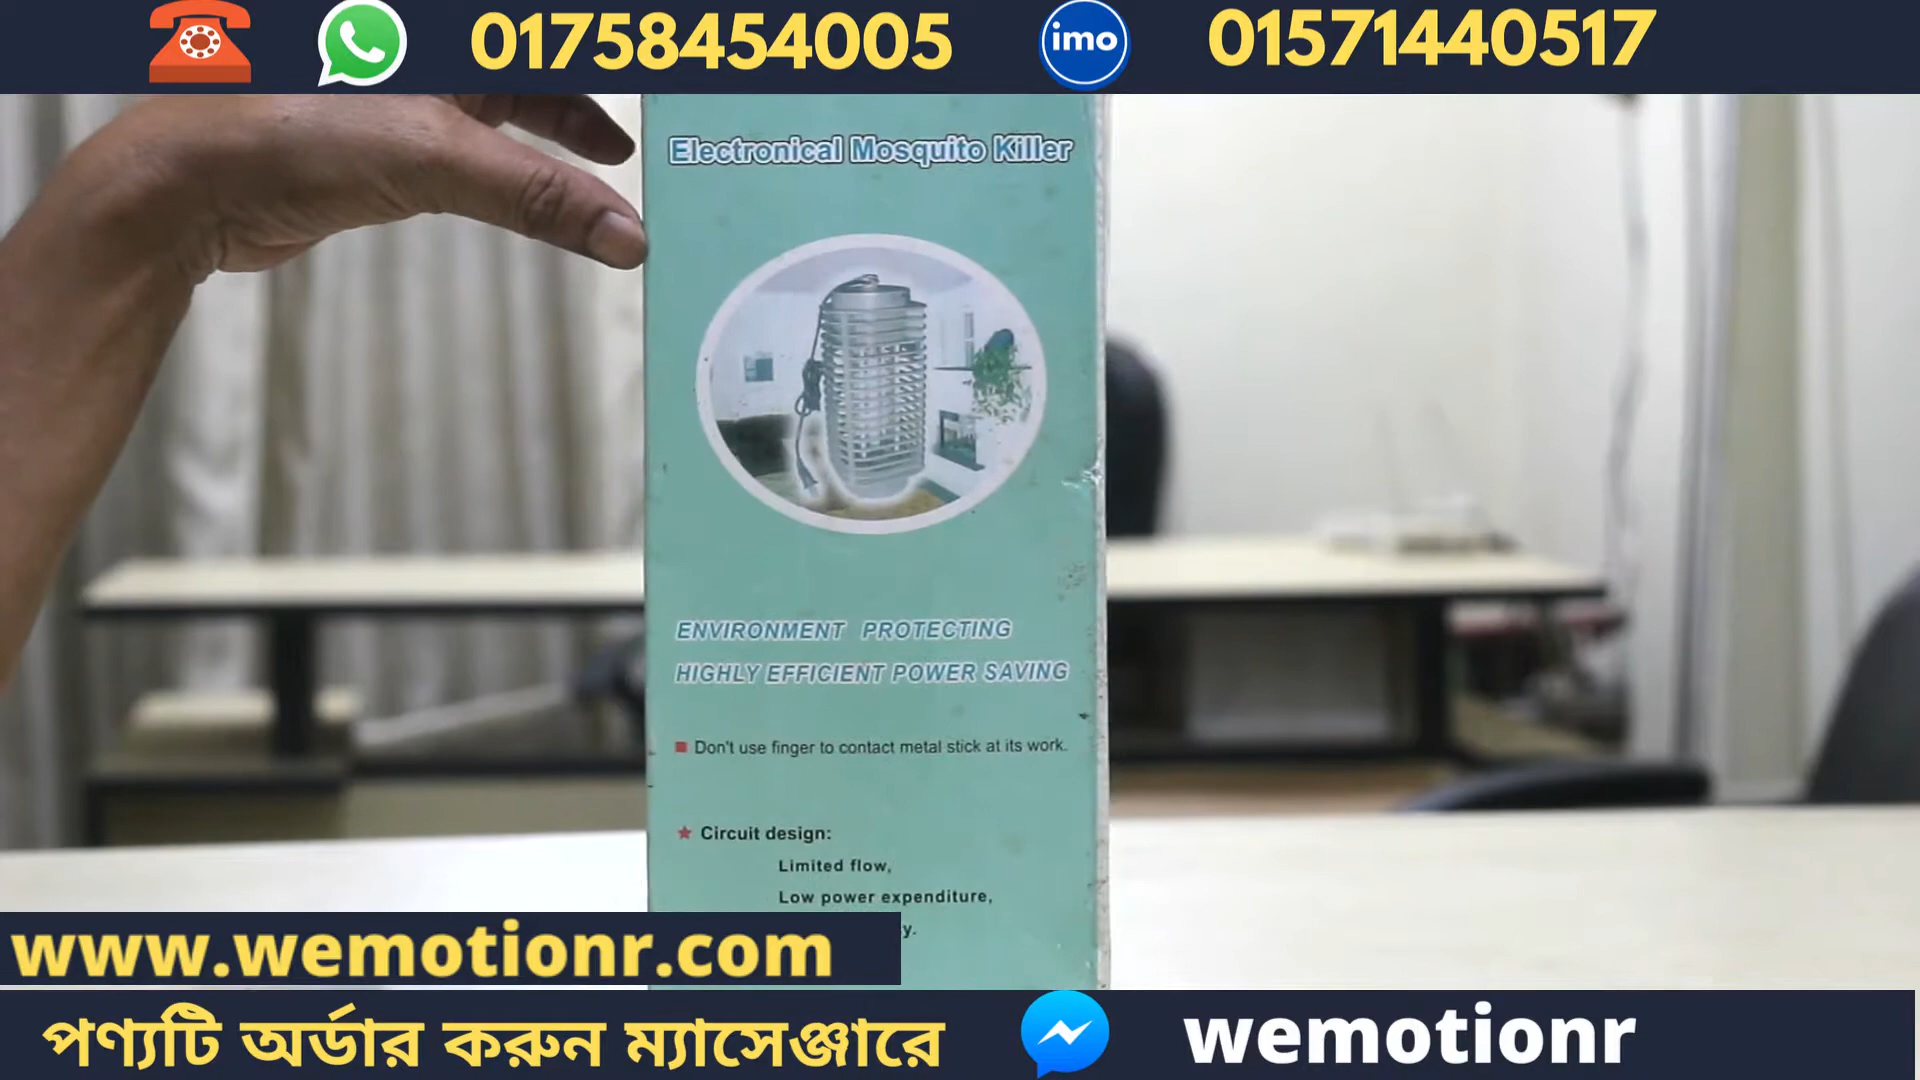 01758454005
imo
01571440517
Electronical Mosquito Killer
ENVIRONMENT PROTECTING
HIGHLY EFFICIENT POWER SAVING
Don't use finger to contact metal stick at its work.
★ Circuit design:
Limited flow,
Low power expenditure,
y.
www.wemotionr.com
পণ্যটি অর্ডার করুন ম্যাসেঞ্জারে
wemotionr